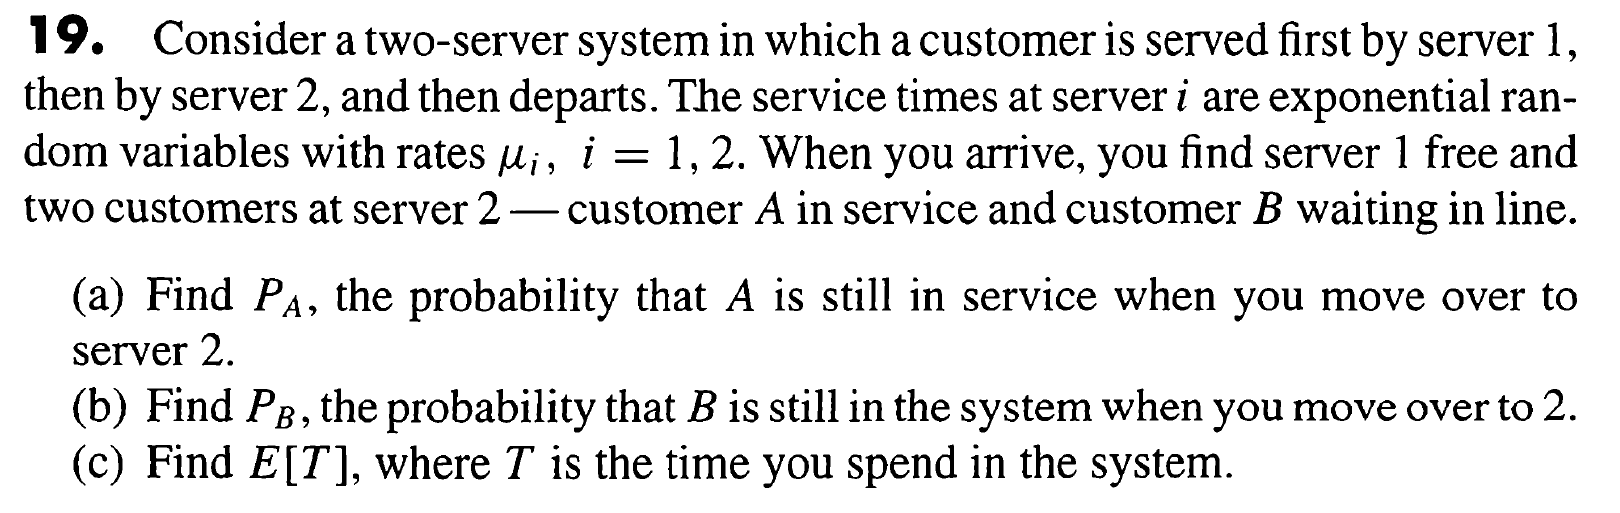 19. Consider a two-server system in which a customer is served first by server 1,
then by server 2, and then departs. The service times at server i are exponential ran-
dom variables with rates μi, i = 1, 2. When you arrive, you find server 1 free and
two customers at server 2 — customer A in service and customer B waiting in line.
(a) Find PA, the probability that A is still in service when you move over to
server 2.
(b) Find PB, the probability that B is still in the system when you move over to 2.
(c) Find E[T], where T is the time you spend in the system.